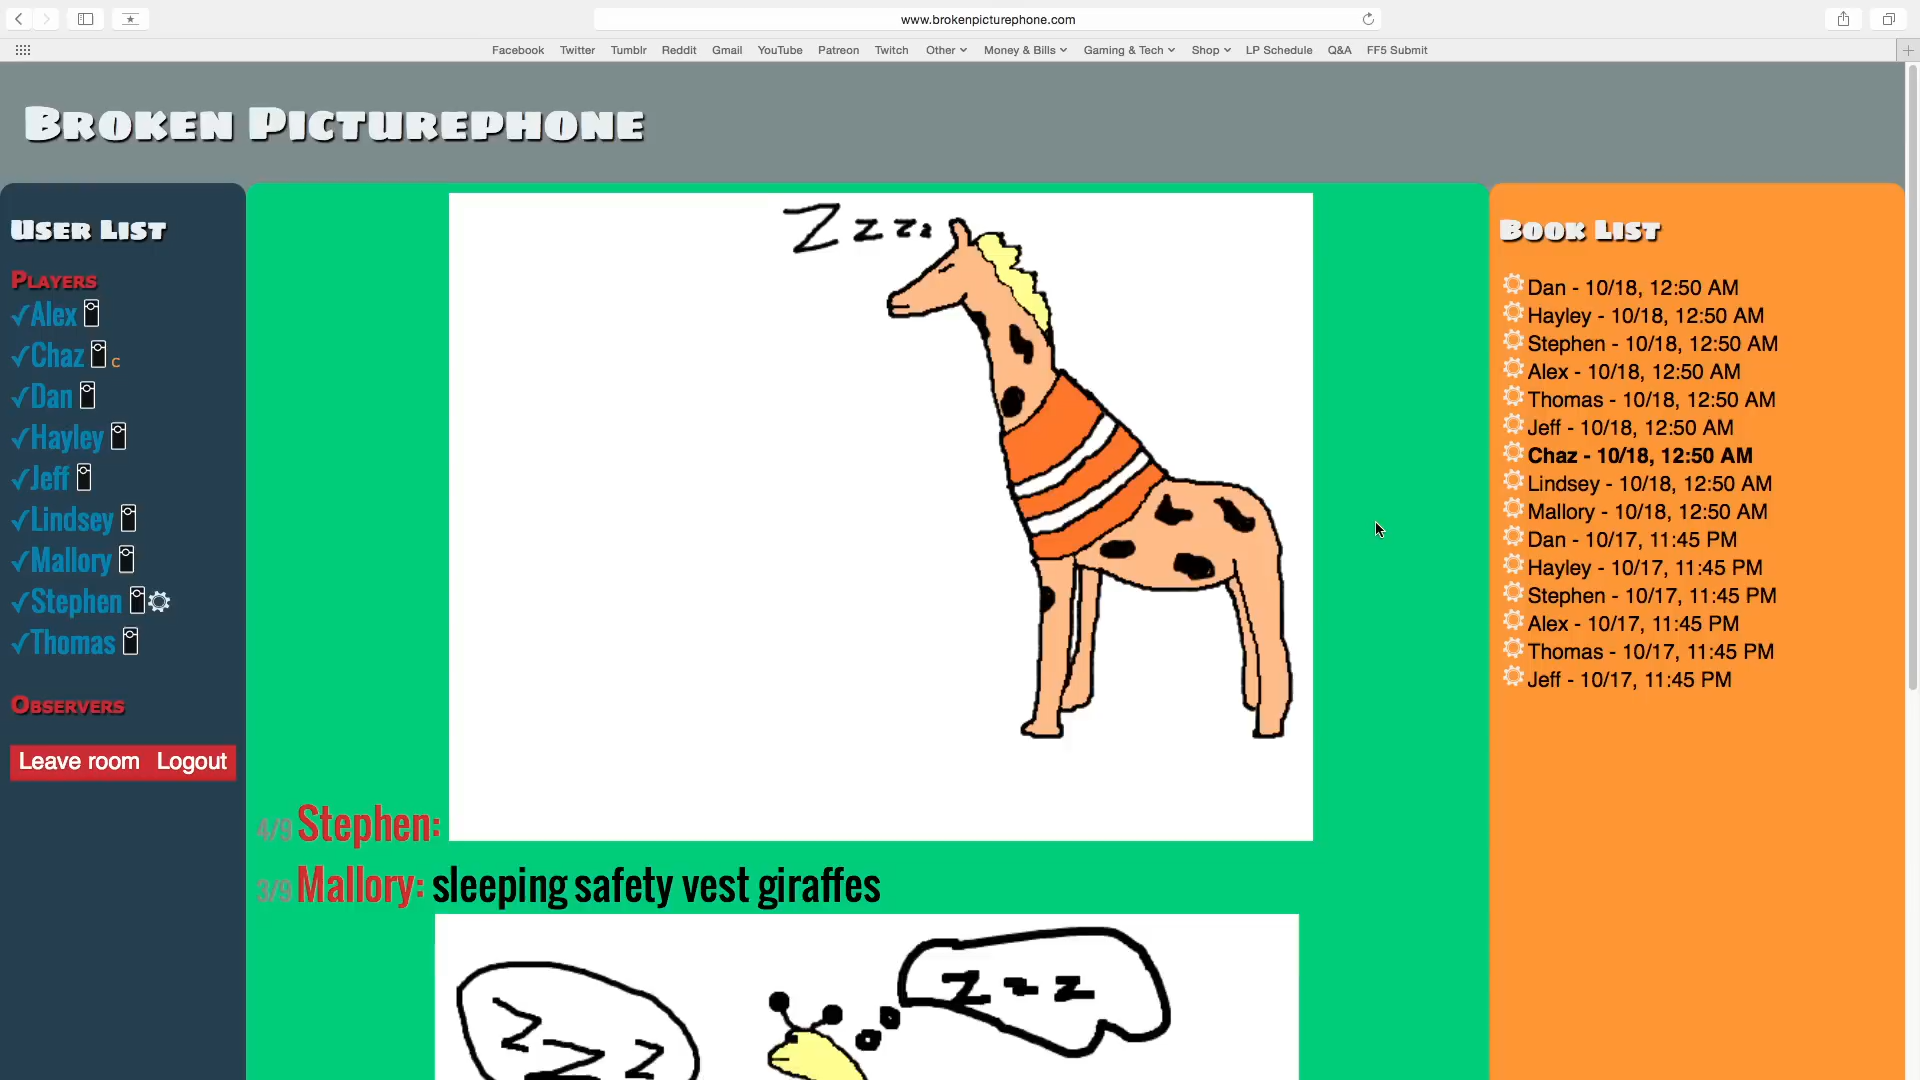 www.brokenpicturephone.com
Facebook Twitter Tumblr Reddit Gmail YouTube Patreon Twitch Other Money & Bills Gaming & Tech Shop LP Schedule Q&A FF5 Submit
Broken Picturephone
User List
Players
✓Alex
✓Chaz c
✓Dan
✓Hayley
✓Jeff
✓Lindsey
✓Mallory
✓Stephen
✓Thomas
Observers
Leave room Logout
Zzzz
4/9 Stephen:
3/9 Mallory: sleeping safety vest giraffes
z z z
z z z
Book List
Dan - 10/18, 12:50 AM
Hayley - 10/18, 12:50 AM
Stephen - 10/18, 12:50 AM
Alex - 10/18, 12:50 AM
Thomas - 10/18, 12:50 AM
Jeff - 10/18, 12:50 AM
Chaz - 10/18, 12:50 AM
Lindsey - 10/18, 12:50 AM
Mallory - 10/18, 12:50 AM
Dan - 10/17, 11:45 PM
Hayley - 10/17, 11:45 PM
Stephen - 10/17, 11:45 PM
Alex - 10/17, 11:45 PM
Thomas - 10/17, 11:45 PM
Jeff - 10/17, 11:45 PM